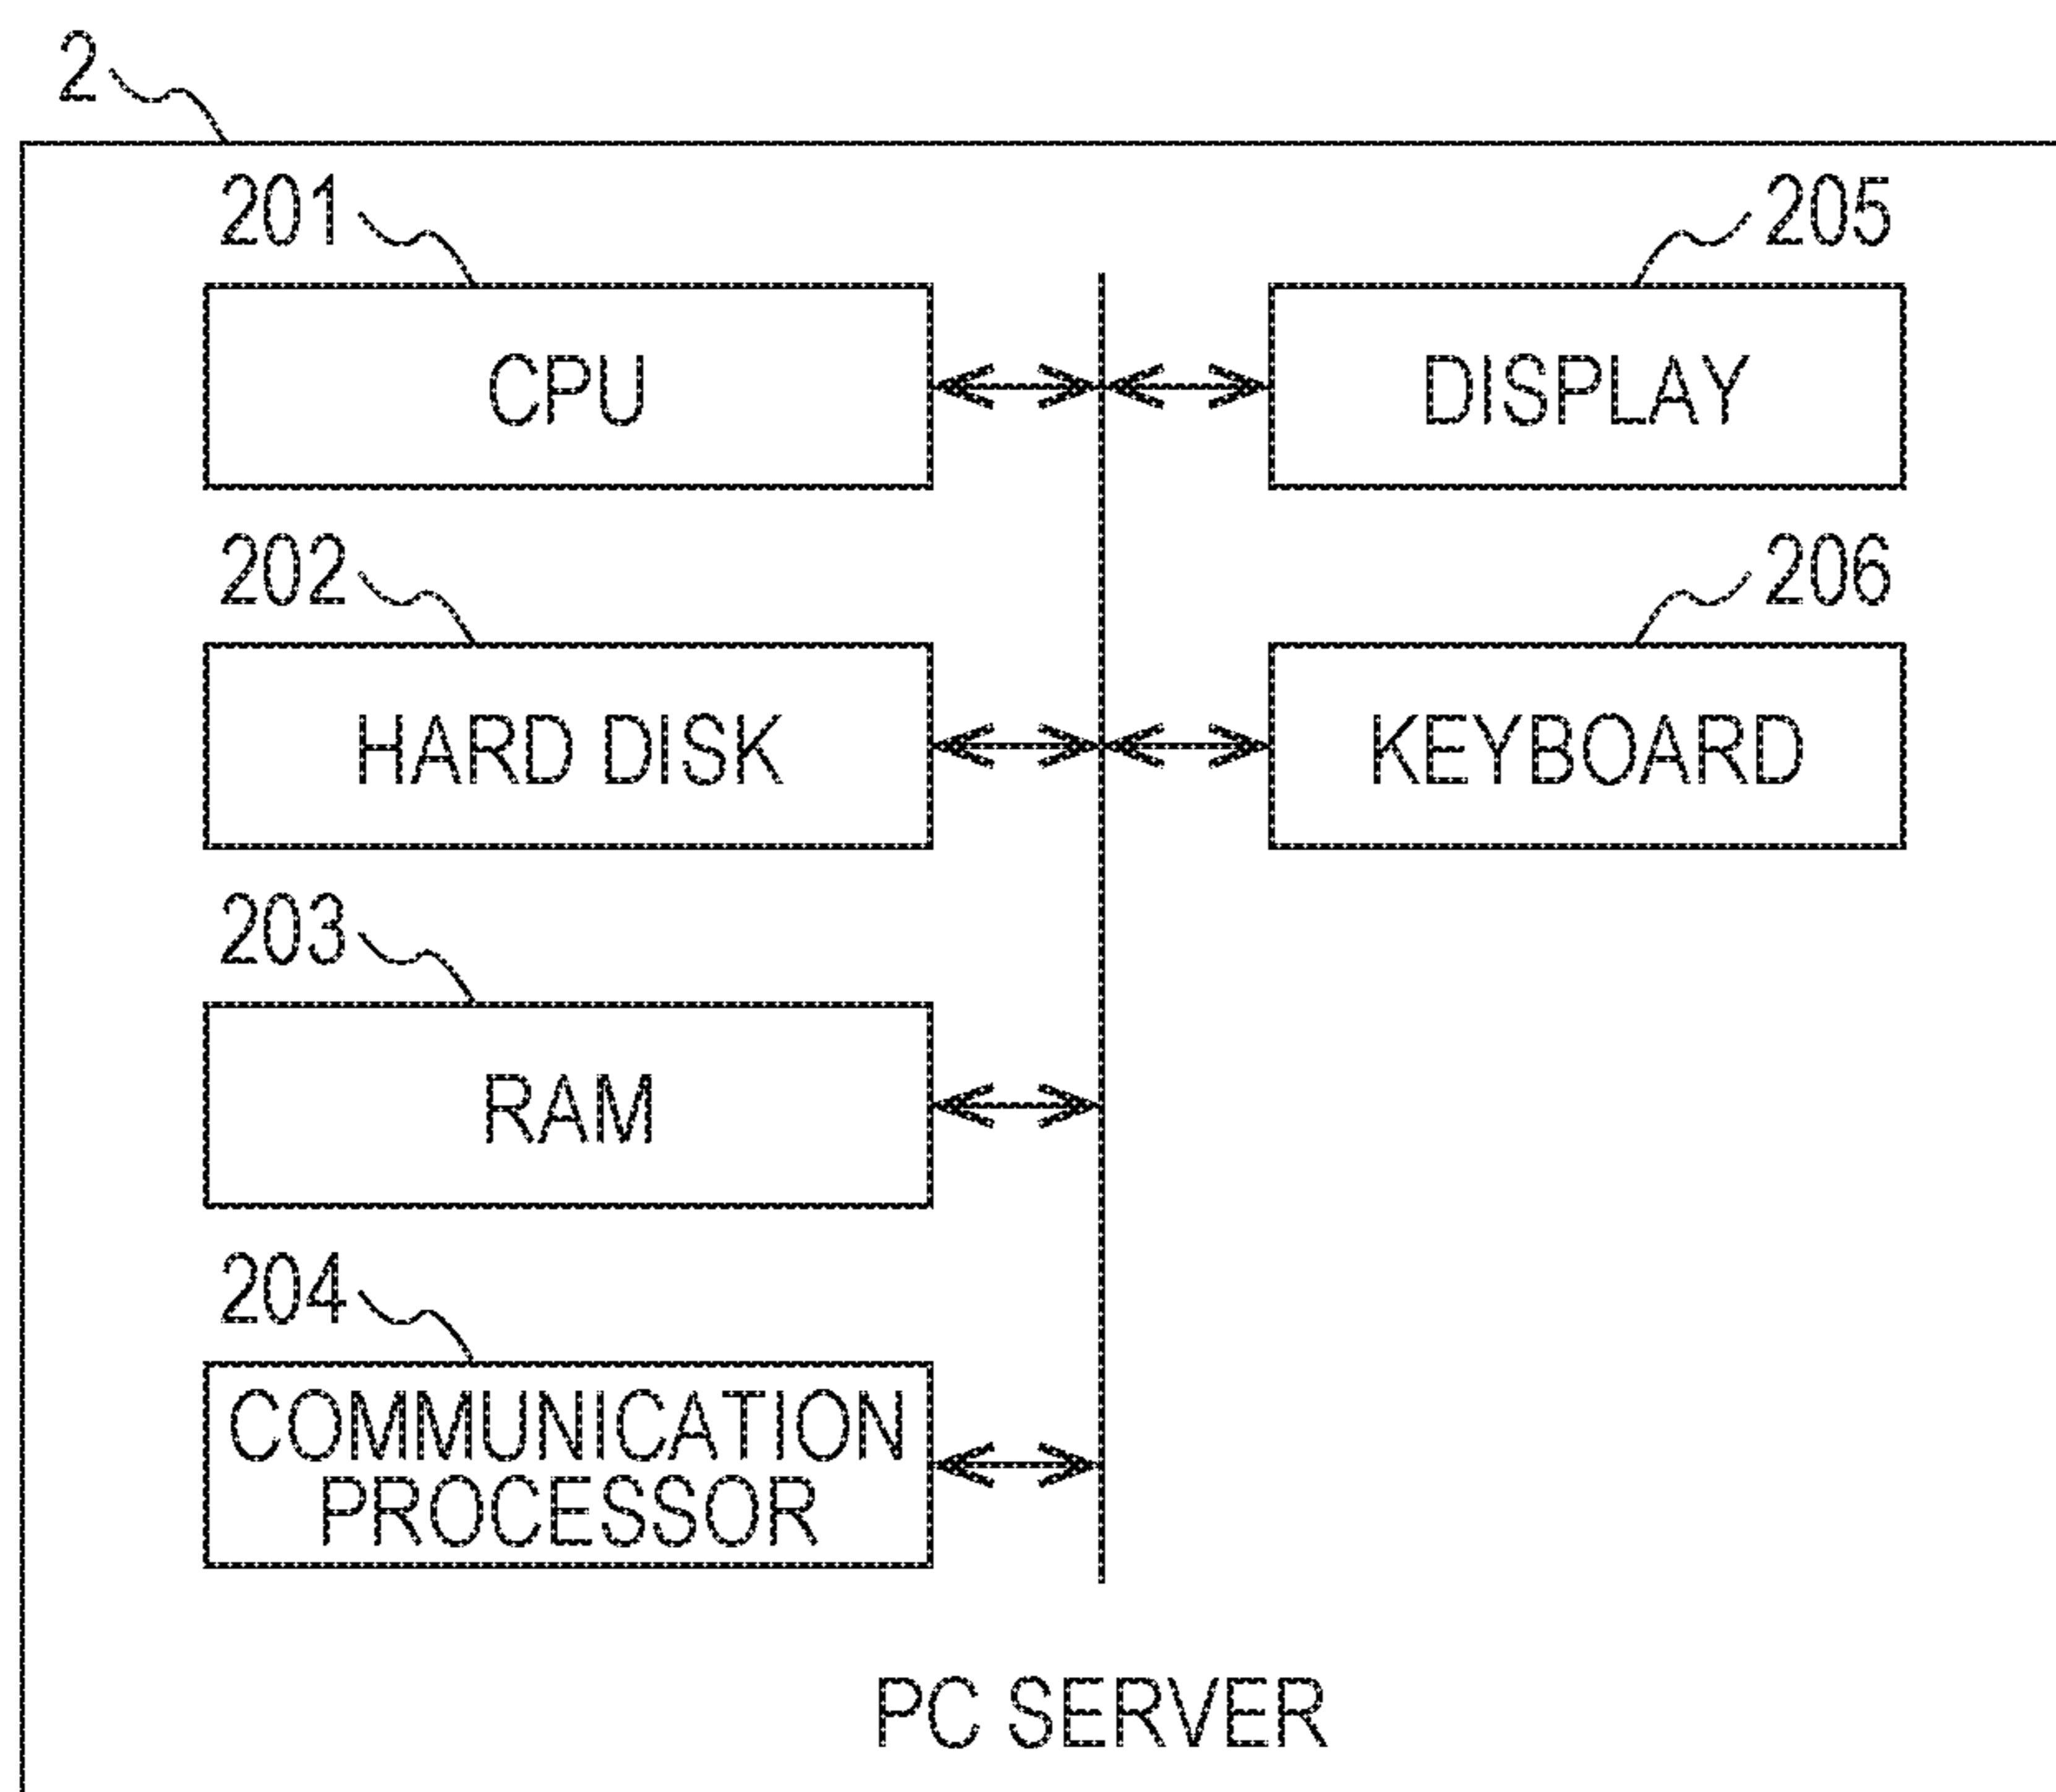 2
201
205
CPU
DISPLAY
202
206
HARD DISK
KEYBOARD
203
RAM
204
COMMUNICATION
PROCESSOR
PC SERVER